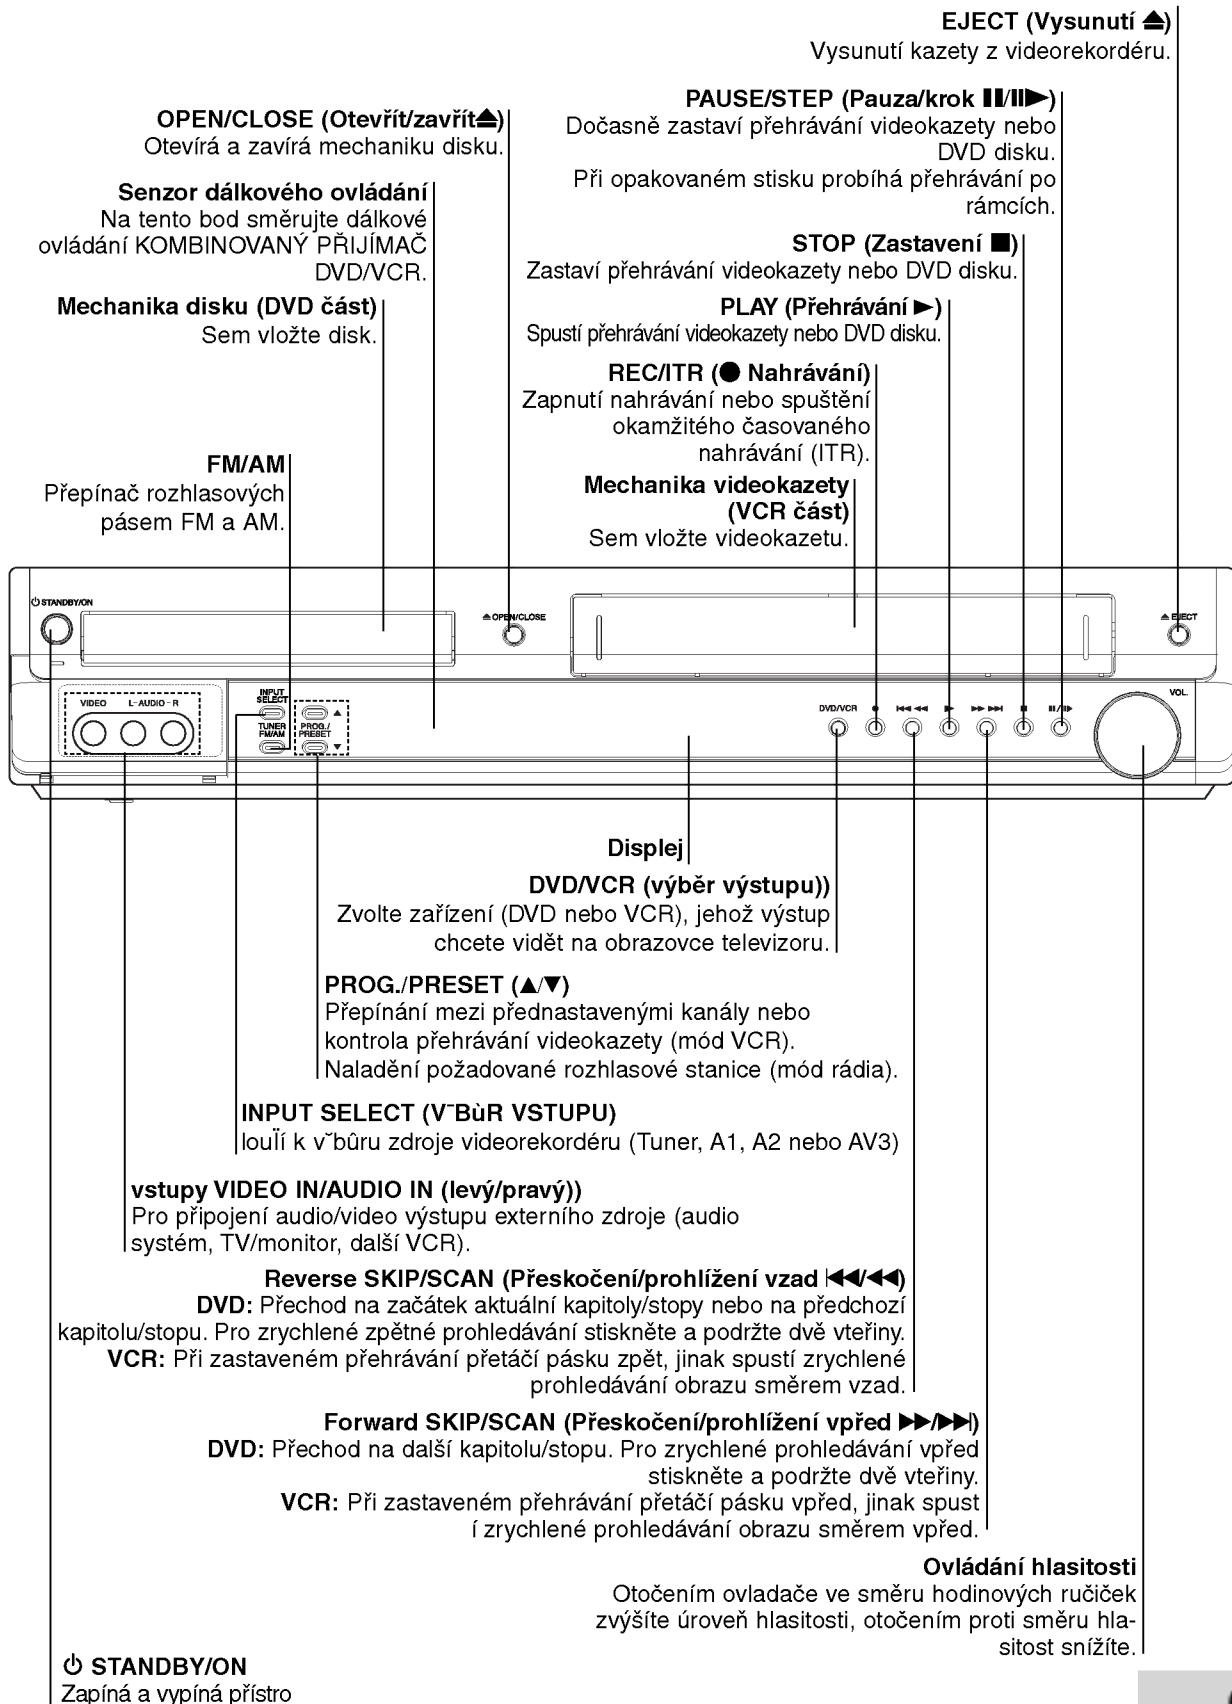 EJECT (Vysunutí ⏏)
Vysunutí kazety z videorekordéru.
PAUSE/STEP (Pauza/krok ❚❚/❚❚▶)
Dočasně zastaví přehrávání videokazety nebo
DVD disku.
Při opakovaném stisku probíhá přehrávání po
rámcích.
OPEN/CLOSE (Otevřít/zavřít⏏)
Otevírá a zavírá mechaniku disku.
Senzor dálkového ovládání
Na tento bod směrujte dálkové
ovládání KOMBINOVANÝ PŘIJÍMAČ
DVD/VCR.
STOP (Zastavení ■)
Zastaví přehrávání videokazety nebo DVD disku.
Mechanika disku (DVD část)
Sem vložte disk.
PLAY (Přehrávání ►)
Spustí přehrávání videokazety nebo DVD disku.
REC/ITR (● Nahrávání)
Zapnutí nahrávání nebo spuštění
okamžitého časovaného
nahrávání (ITR).
FM/AM
Přepínač rozhlasových
pásem FM a AM.
Mechanika videokazety
(VCR část)
Sem vložte videokazetu.
⏻ STANDBY/ON
⏏ OPEN/CLOSE
⏏ EJECT
VIDEO L-AUDIO-R
INPUT
SELECT
TUNER
FM/AM
▲
PROG./
PRESET
▼
DVD/VCR ● |◀◀ ◀◀ ▶ ▶▶ ▶▶| ■ ❚❚/❚❚▶
VOL.
Displej
DVD/VCR (výběr výstupu))
Zvolte zařízení (DVD nebo VCR), jehož výstup
chcete vidět na obrazovce televizoru.
PROG./PRESET (▲/▼)
Přepínání mezi přednastavenými kanály nebo
kontrola přehrávání videokazety (mód VCR).
Naladění požadované rozhlasové stanice (mód rádia).
INPUT SELECT (V˘BùR VSTUPU)
louÏí k v˘bûru zdroje videorekordéru (Tuner, A1, A2 nebo AV3)
vstupy VIDEO IN/AUDIO IN (levý/pravý))
Pro připojení audio/video výstupu externího zdroje (audio
systém, TV/monitor, další VCR).
Reverse SKIP/SCAN (Přeskočení/prohlížení vzad |◀◀/◀◀)
DVD: Přechod na začátek aktuální kapitoly/stopy nebo na předchozí
kapitolu/stopu. Pro zrychlené zpětné prohledávání stiskněte a podržte dvě vteřiny.
VCR: Při zastaveném přehrávání přetáčí pásku zpět, jinak spustí zrychlené
prohledávání obrazu směrem vzad.
Forward SKIP/SCAN (Přeskočení/prohlížení vpřed ▶▶/▶▶|)
DVD: Přechod na další kapitolu/stopu. Pro zrychlené prohledávání vpřed
stiskněte a podržte dvě vteřiny.
VCR: Při zastaveném přehrávání přetáčí pásku vpřed, jinak spust
í zrychlené prohledávání obrazu směrem vpřed.
Ovládání hlasitosti
Otočením ovladače ve směru hodinových ručiček
zvýšíte úroveň hlasitosti, otočením proti směru hla-
sitost snížíte.
⏻ STANDBY/ON
Zapíná a vypíná přístro